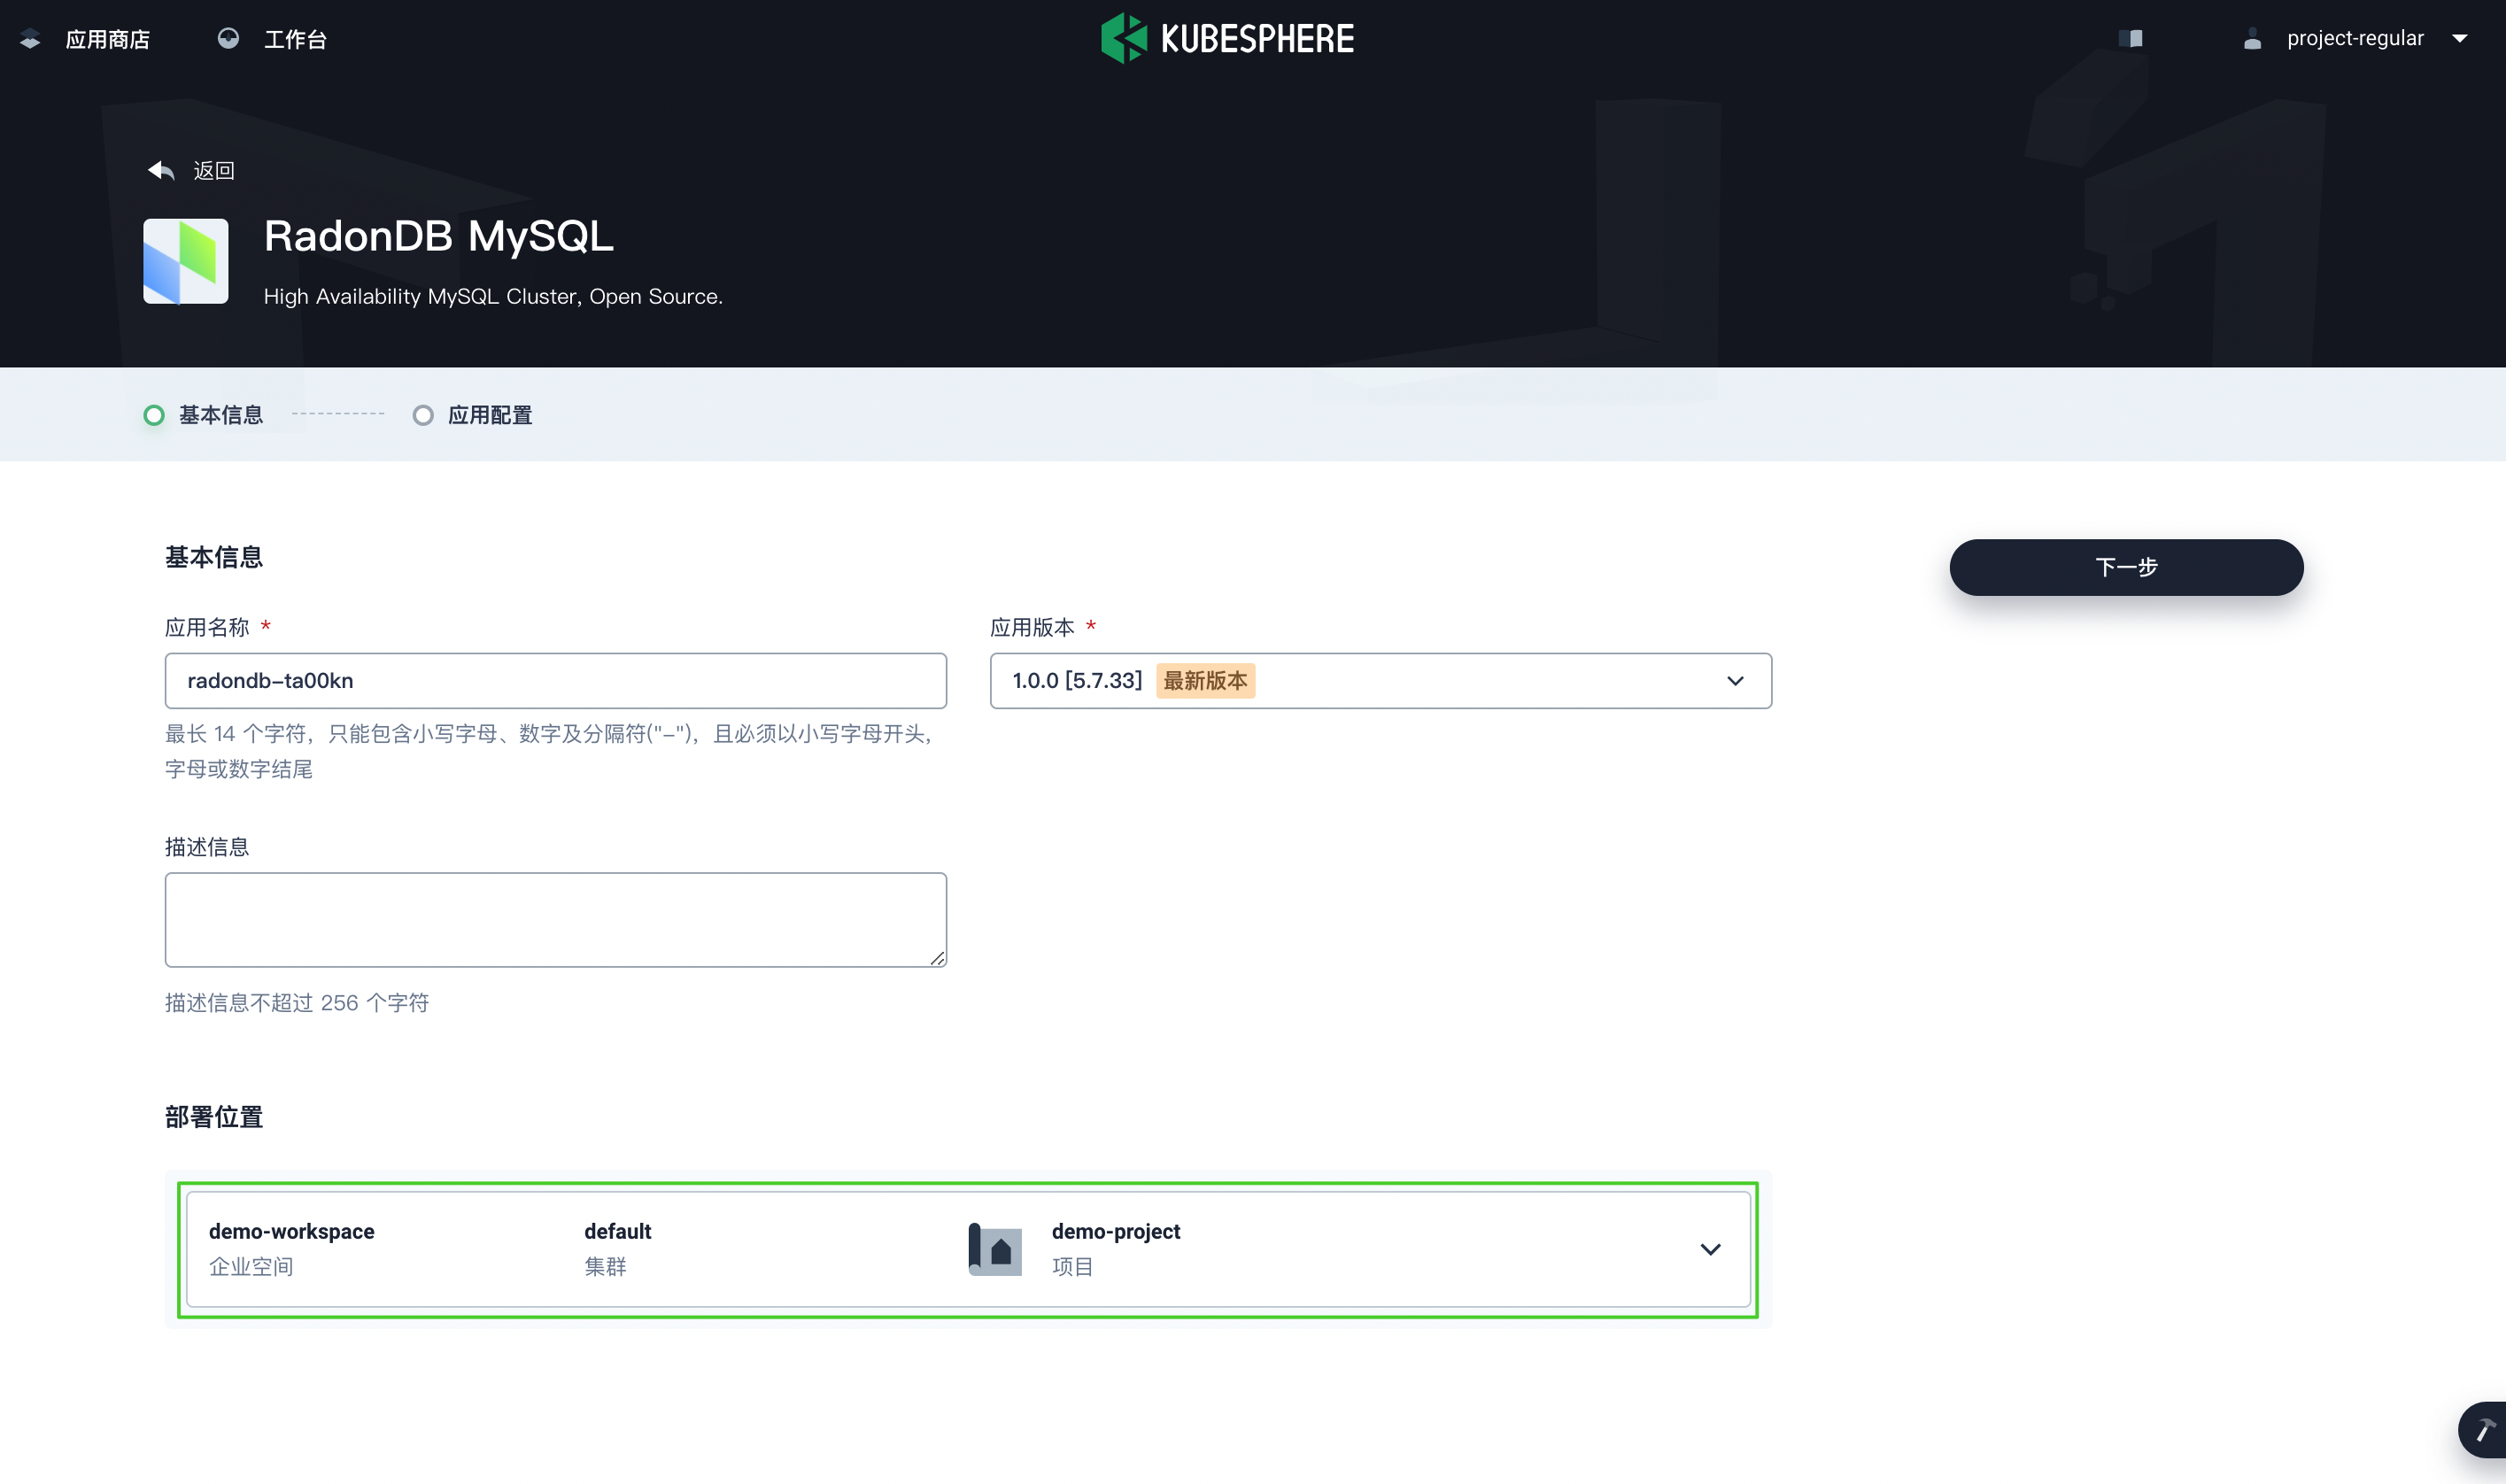 应用商店
工作台
KUBESPHERE
project-regular
返回
RadonDB MySQL
High Availability MySQL Cluster, Open Source.
基本信息
应用配置
基本信息
下一步
应用名称 *
应用版本 *
radondb-ta00kn
1.0.0 [5.7.33] 最新版本
最长 14 个字符，只能包含小写字母、数字及分隔符("-")，且必须以小写字母开头，
字母或数字结尾
描述信息
描述信息不超过 256 个字符
部署位置
demo-workspace
企业空间
default
集群
demo-project
项目